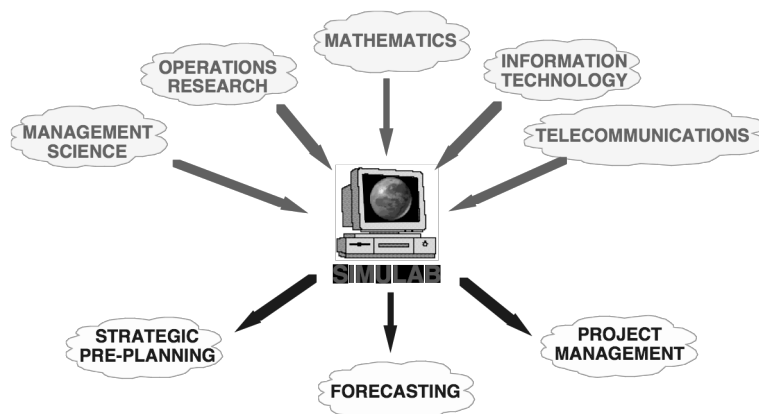 MATHEMATICS
OPERATIONS
RESEARCH
INFORMATION
TECHNOLOGY
MANAGEMENT
SCIENCE
TELECOMMUNICATIONS
SIMULAB
STRATEGIC
PRE-PLANNING
PROJECT
MANAGEMENT
FORECASTING